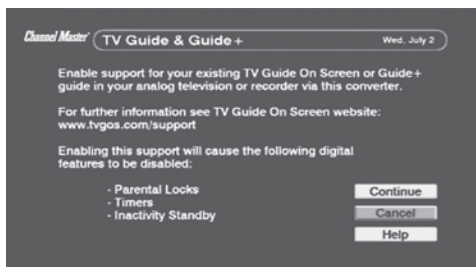 Channel Master TV Guide & Guide+ Wed, July 2
Enable support for your existing TV Guide On Screen or Guide+
guide in your analog television or recorder via this converter.
For further information see TV Guide On Screen website:
www.tvgos.com/support
Enabling this support will cause the following digital
features to be disabled:
- Parental Locks
- Timers
- Inactivity Standby
Continue
Cancel
Help